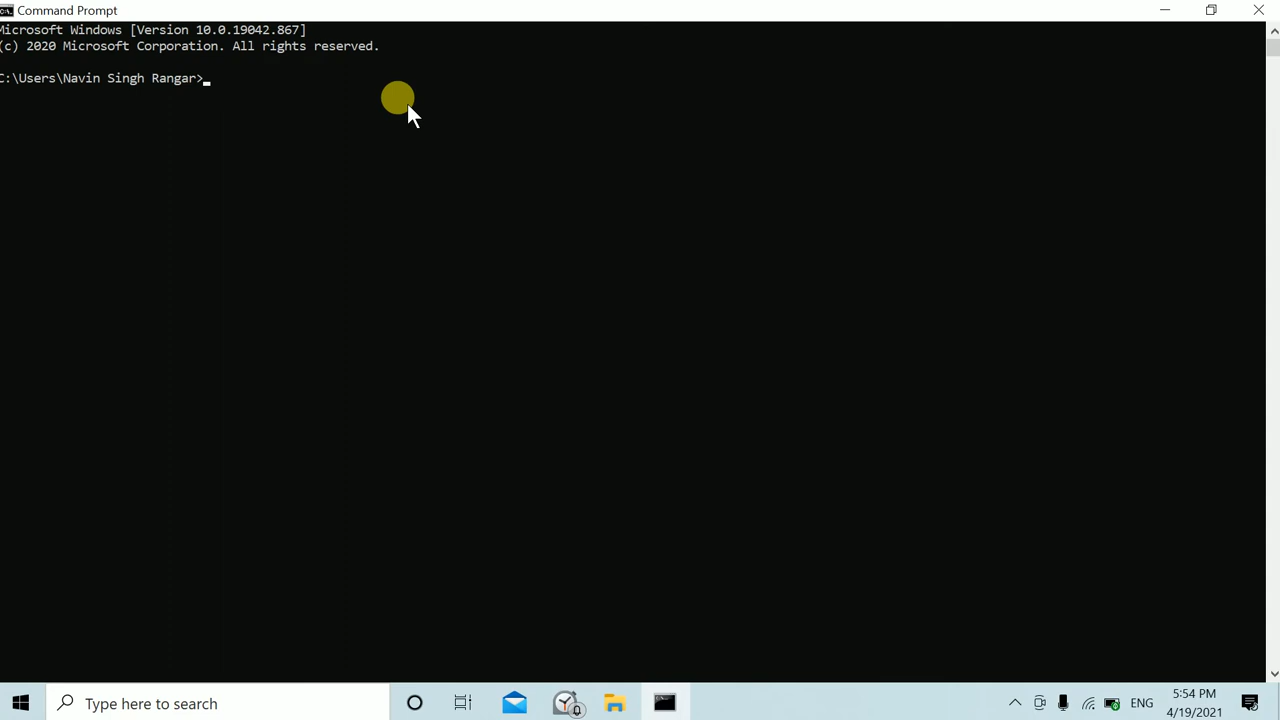 Command Prompt
Microsoft Windows [Version 10.0.19042.867]
(c) 2020 Microsoft Corporation. All rights reserved.
C:\Users\Navin Singh Rangar>
Type here to search
ENG
5:54 PM
4/19/2021